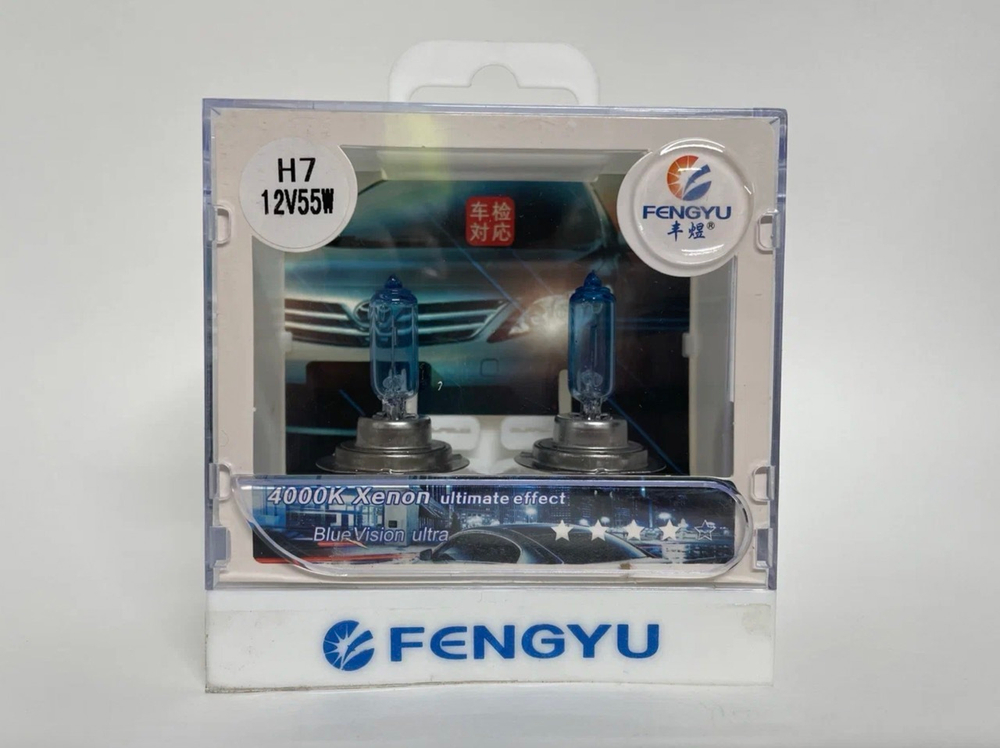 H7
12V55W
车检
对応
FENGYU
丰煜®
4000K Xenon ultimate effect
BlueVision ultra
FENGYU